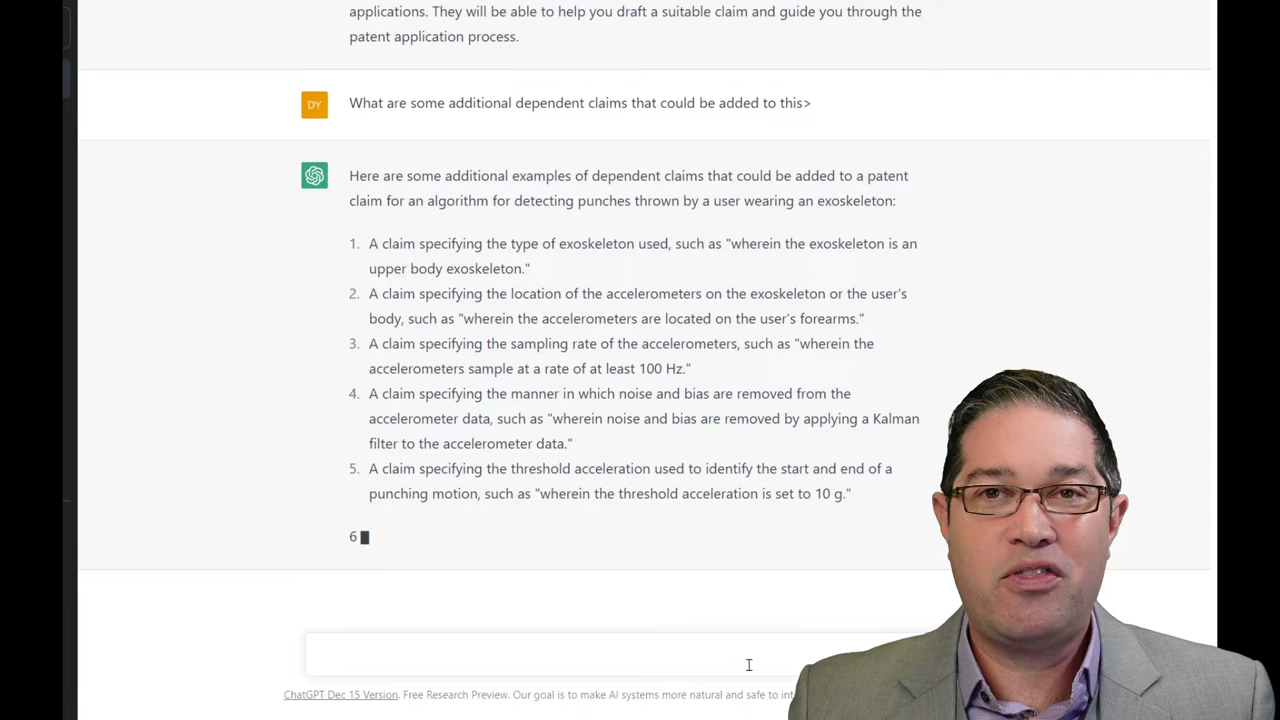 applications. They will be able to help you draft a suitable claim and guide you through the
patent application process.
DY
What are some additional dependent claims that could be added to this>
Here are some additional examples of dependent claims that could be added to a patent
claim for an algorithm for detecting punches thrown by a user wearing an exoskeleton:
1. A claim specifying the type of exoskeleton used, such as "wherein the exoskeleton is an
upper body exoskeleton."
2. A claim specifying the location of the accelerometers on the exoskeleton or the user's
body, such as "wherein the accelerometers are located on the user's forearms."
3. A claim specifying the sampling rate of the accelerometers, such as "wherein the
accelerometers sample at a rate of at least 100 Hz."
4. A claim specifying the manner in which noise and bias are removed from the
accelerometer data, such as "wherein noise and bias are removed by applying a Kalman
filter to the accelerometer data."
5. A claim specifying the threshold acceleration used to identify the start and end of a
punching motion, such as "wherein the threshold acceleration is set to 10 g."
6
ChatGPT Dec 15 Version. Free Research Preview. Our goal is to make AI systems more natural and safe to